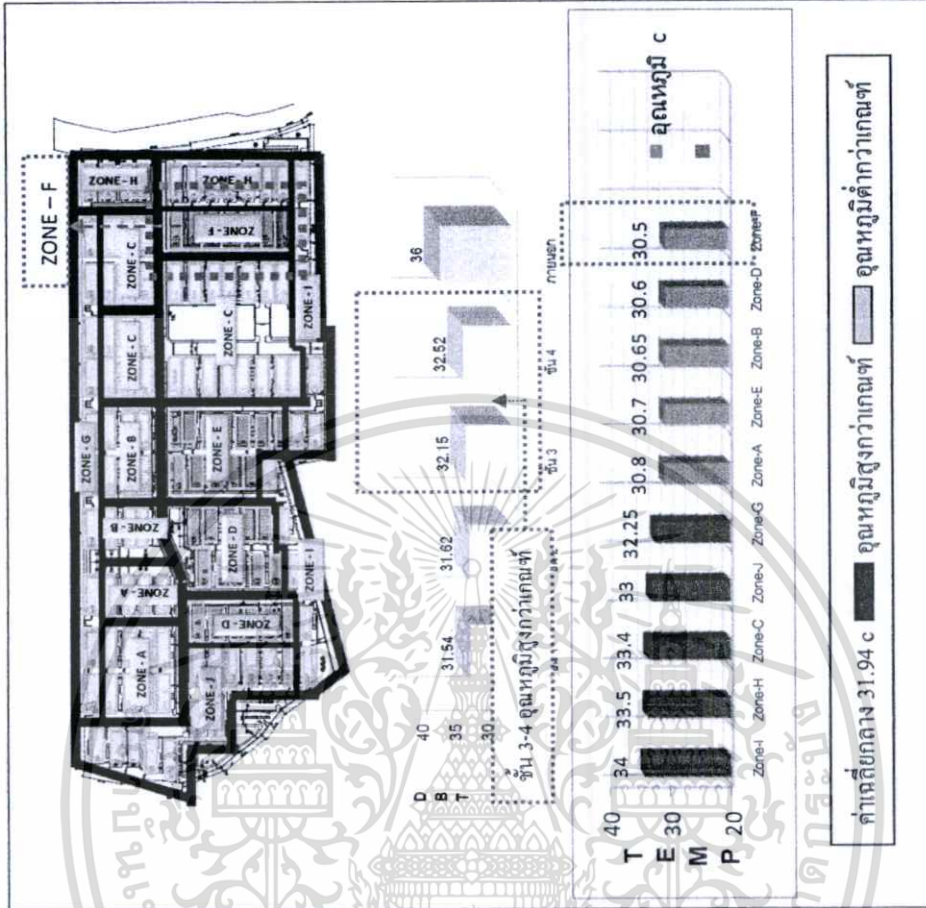 ZONE – F
ZONE - G
ZONE - A
ZONE - A
ZONE - B
ZONE - B
ZONE - C
ZONE - C
ZONE - H
ZONE - J
ZONE - D
ZONE - D
ZONE - E
ZONE - C
ZONE - F
ZONE - H
ZONE - I
ZONE - I
D
B
T
40
35
30
31.54
31.62
32.15
32.52
36
ชั้น 3
ชั้น 4
ภายนอก
ชั้น 3-4 อุณหภูมิสูงกว่าเกณฑ์
T
E
M
P
40
30
20
34
33.5
33.4
33
32.25
30.8
30.7
30.65
30.6
30.5
Zone-I
Zone-H
Zone-C
Zone-J
Zone-G
Zone-A
Zone-E
Zone-B
Zone-D
Zone-F
อุณหภูมิ c
ค่าเฉลี่ยกลาง 31.94 c
อุณหภูมิสูงกว่าเกณฑ์
อุณหภูมิต่ำกว่าเกณฑ์